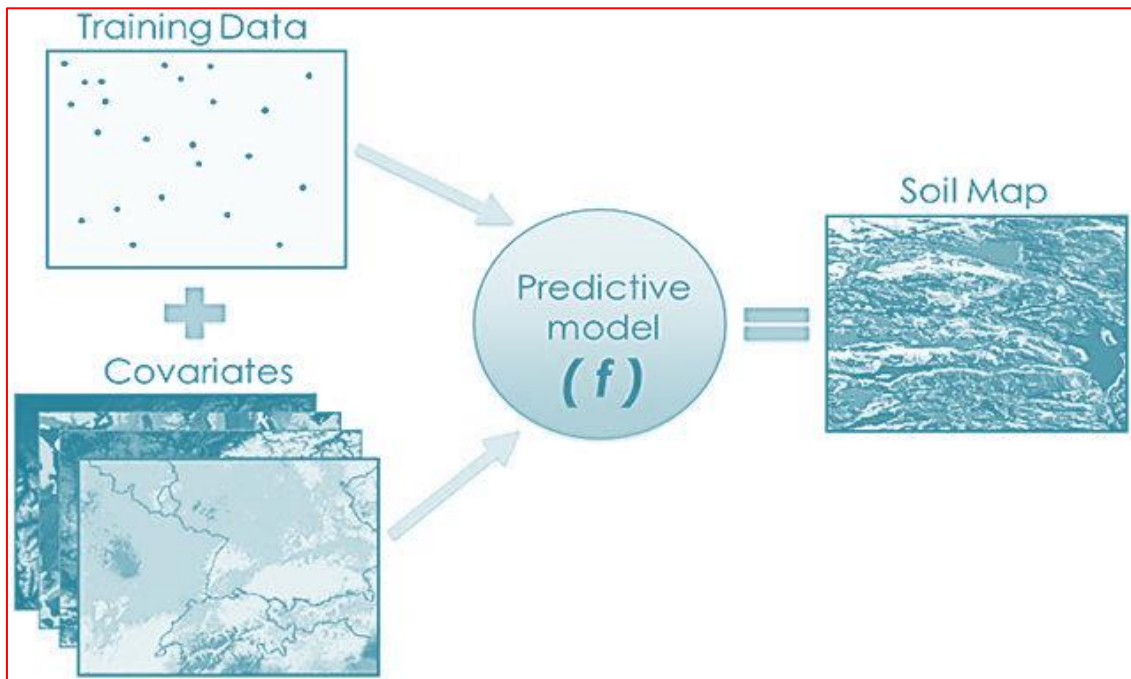 Training Data
+
Covariates
Predictive
model
(f)
=
Soil Map